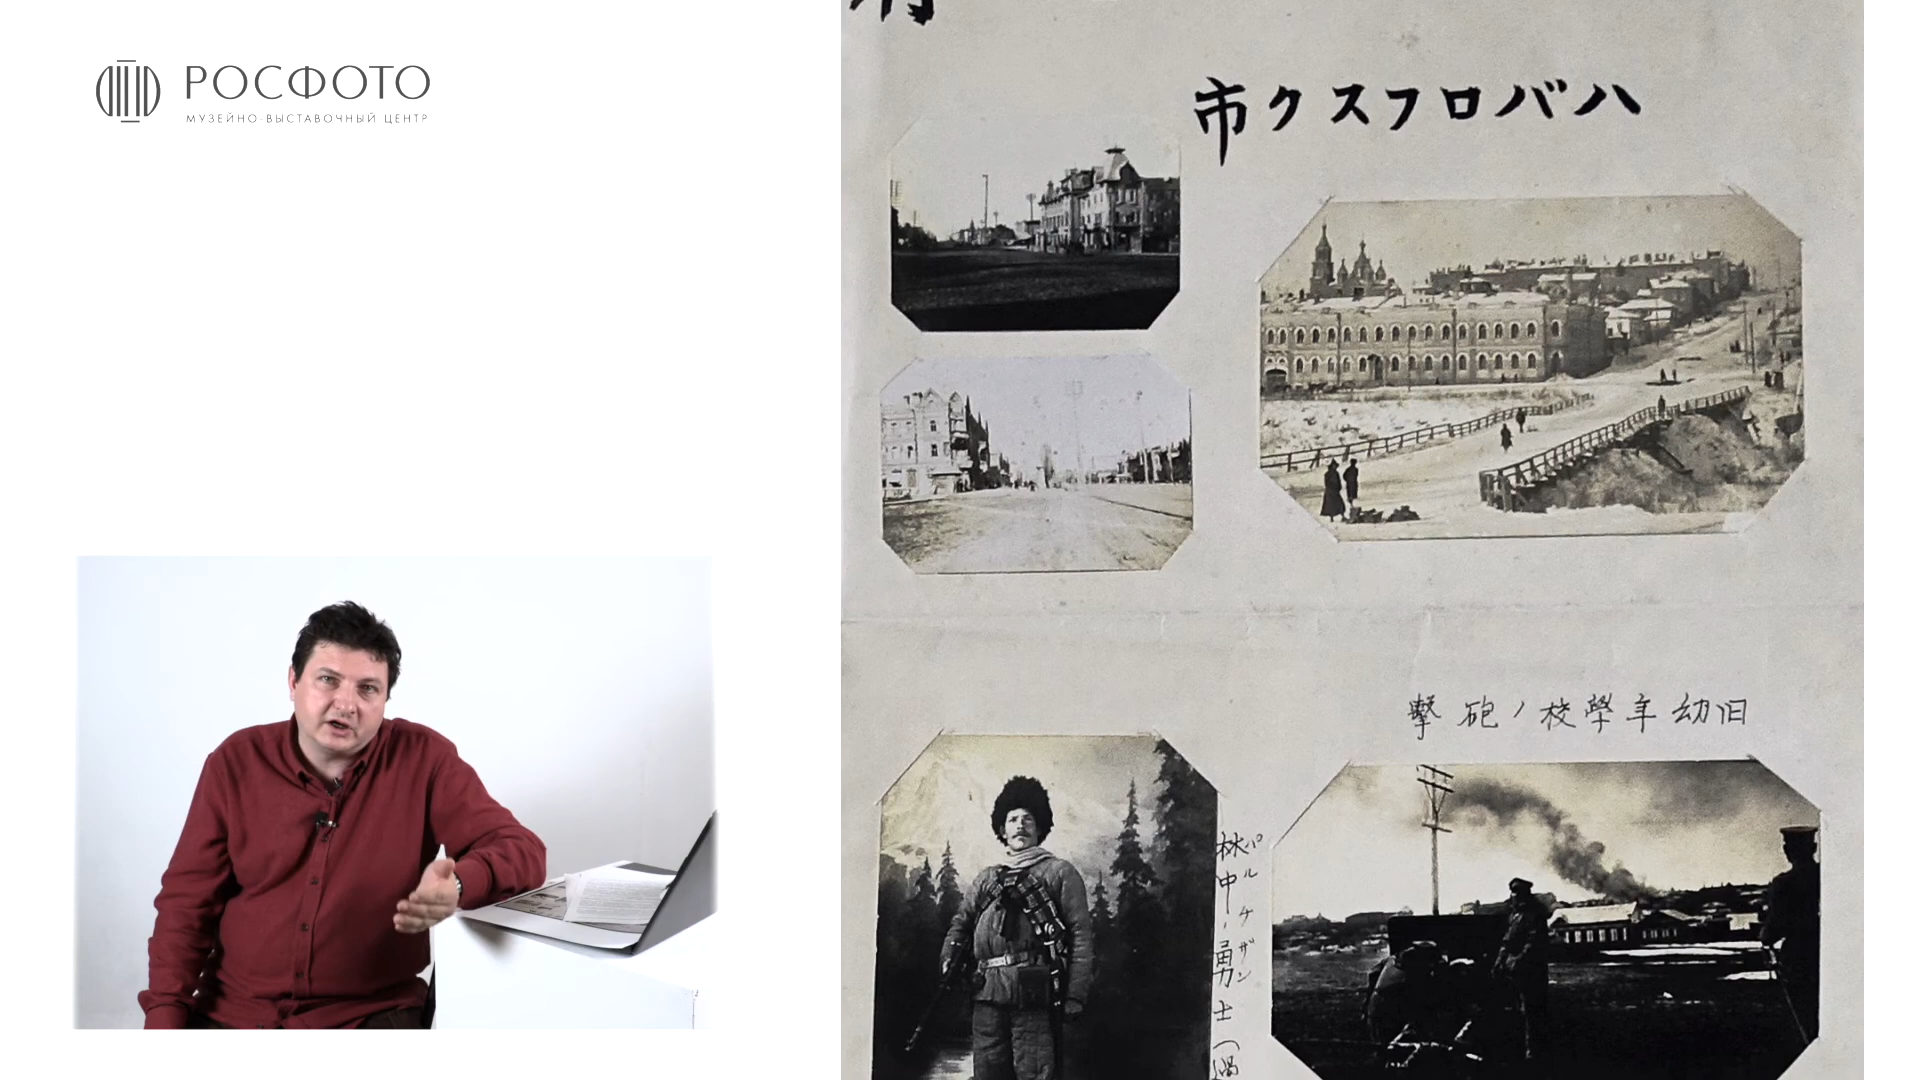 РОСФОТО
МУЗЕЙНО-ВЫСТАВОЧНЫЙ ЦЕНТР
ハバロフスク市
旧幼年學校ノ砲撃
パルチザン
林中ノ勇士(